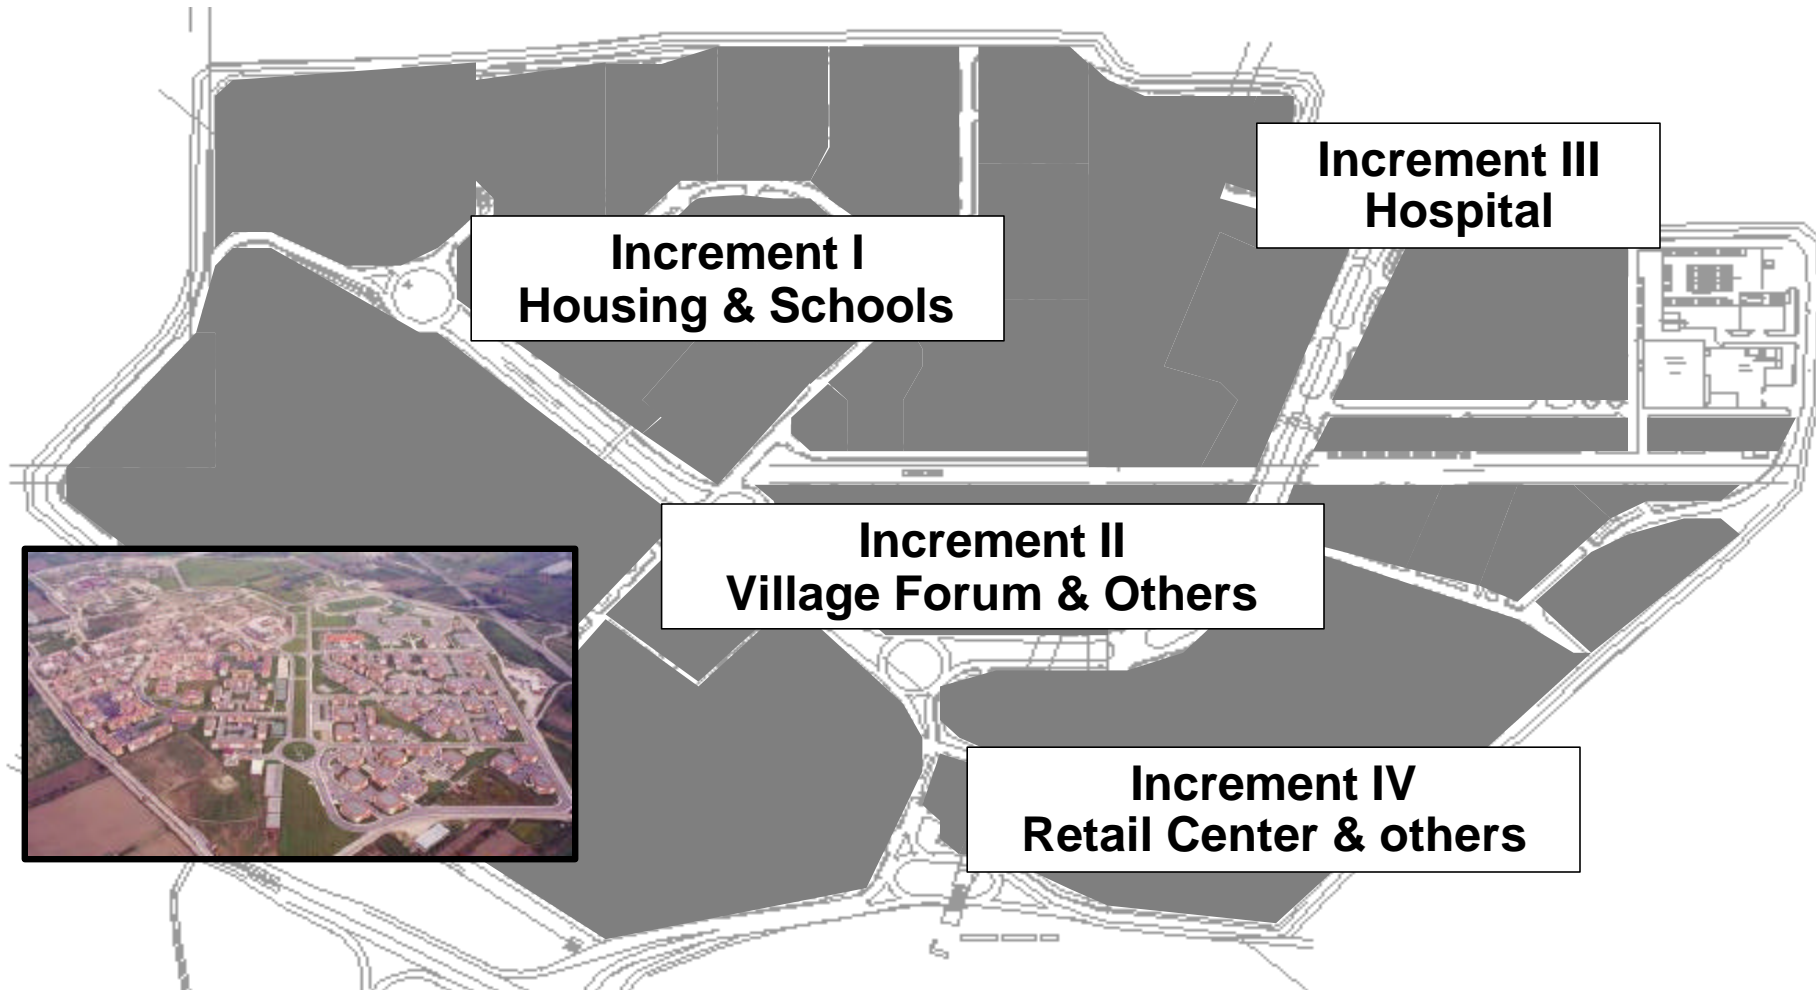 Increment III
Hospital
Increment I
Housing & Schools
Increment II
Village Forum & Others
Increment IV
Retail Center & others